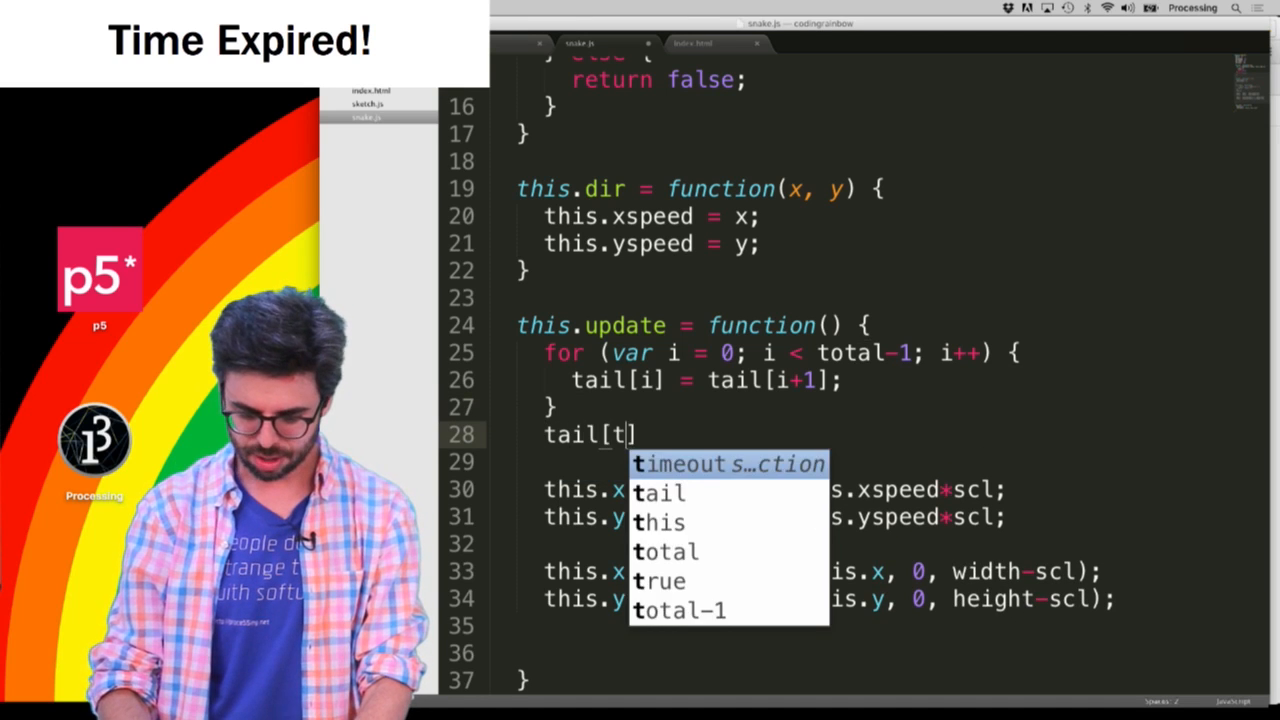 Time Expired!
Processing
snake.js — codingrainbow
snake.js
index.html
index.html
sketch.js
snake.js
} else {
return false;
16 }
17 }
18
19 this.dir = function(x, y) {
20 this.xspeed = x;
21 this.yspeed = y;
22 }
23
24 this.update = function() {
25 for (var i = 0; i < total-1; i++) {
26 tail[i] = tail[i+1];
27 }
28 tail[t]
timeout s…ction
tail
this
total
true
total-1
29
30 this.x s.xspeed*scl;
31 this.y s.yspeed*scl;
32
33 this.x is.x, 0, width-scl);
34 this.y is.y, 0, height-scl);
35
36
37 }
p5*
p5
Processing
people do
strange t
with softw
Spaces: 2
JavaScript